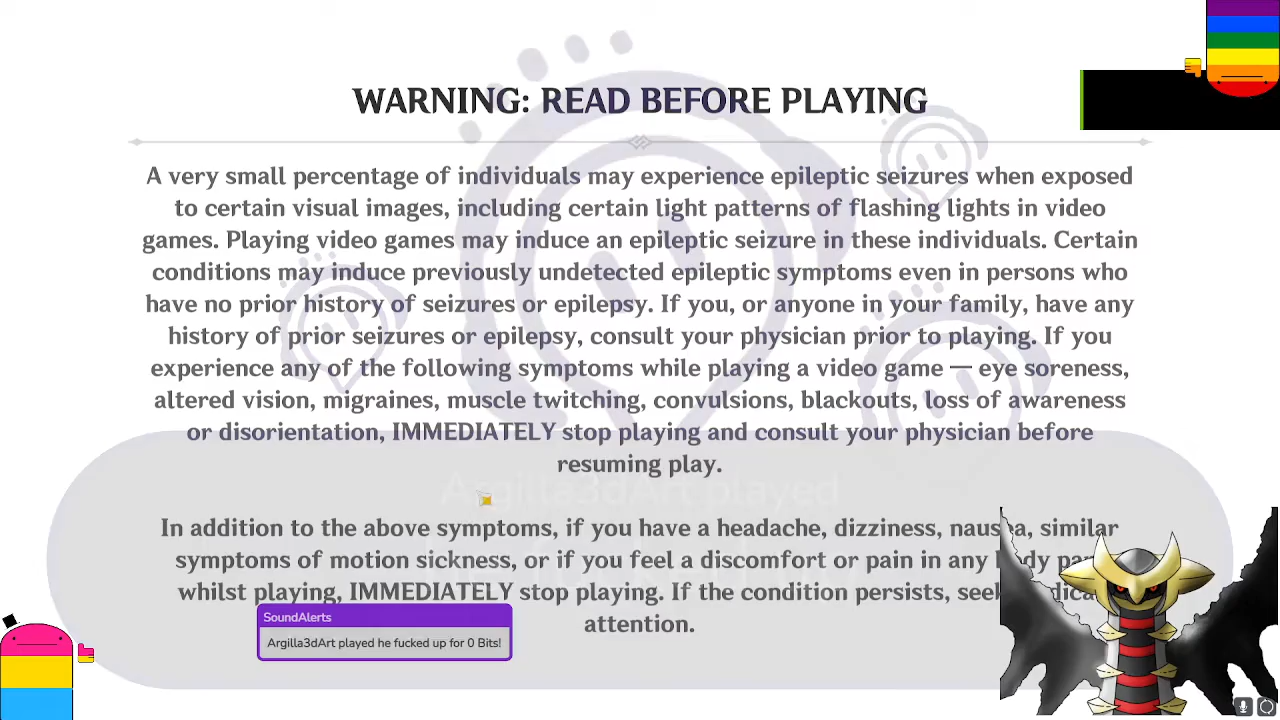 WARNING: READ BEFORE PLAYING
A very small percentage of individuals may experience epileptic seizures when exposed
to certain visual images, including certain light patterns of flashing lights in video
games. Playing video games may induce an epileptic seizure in these individuals. Certain
conditions may induce previously undetected epileptic symptoms even in persons who
have no prior history of seizures or epilepsy. If you, or anyone in your family, have any
history of prior seizures or epilepsy, consult your physician prior to playing. If you
experience any of the following symptoms while playing a video game — eye soreness,
altered vision, migraines, muscle twitching, convulsions, blackouts, loss of awareness
or disorientation, IMMEDIATELY stop playing and consult your physician before
resuming play.
Argilla3dArt played
In addition to the above symptoms, if you have a headache, dizziness, nausea, similar
symptoms of motion sickness, or if you feel a discomfort or pain in any
whilst playing, IMMEDIATELY stop playing. If the condition persists,
attention.
SoundAlerts
Argilla3dArt played he fucked up for 0 Bits!